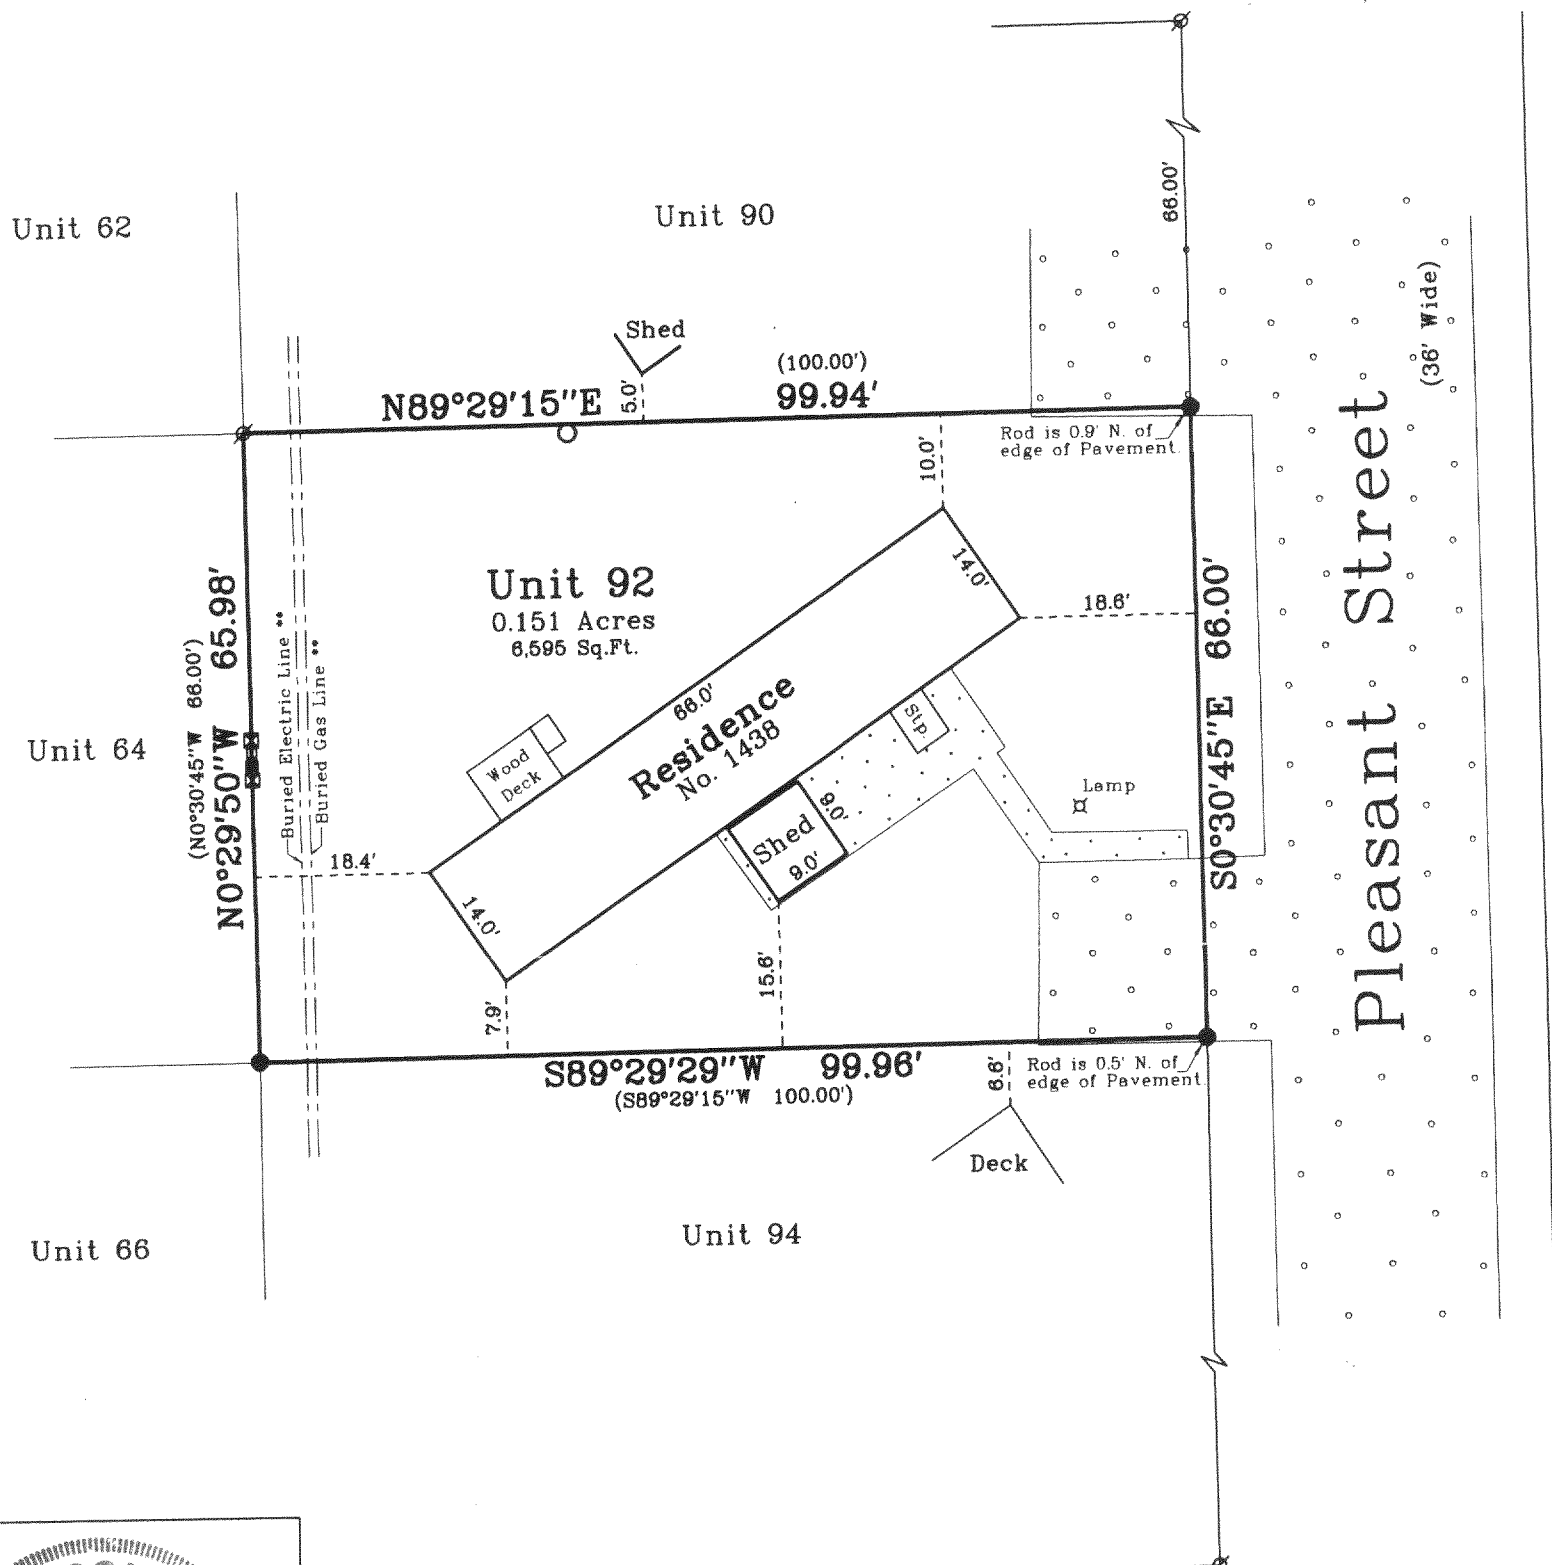 66.00'
Unit 62
Unit 90
(36' Wide)
Shed
(100.00')
N89°29'15"E
5.0'
99.94'
Rod is 0.9' N. of
edge of Pavement.
10.0'
14.0'
Unit 92
0.151 Acres
6,595 Sq.Ft.
18.6'
Pleasant Street
S0°30'45"E 66.00'
N0°29'50"W 65.98'
(N0°30'45"W 66.00')
Buried Electric Line **
Buried Gas Line **
66.0'
Residence
No. 1438
Stp.
Unit 64
Wood
Deck
Lamp
9.0'
Shed
9.0'
18.4'
14.0'
7.9'
15.6'
S89°29'29"W 99.96'
(S89°29'15"W 100.00')
6.6'
Rod is 0.5' N. of
edge of Pavement.
Deck
Unit 66
Unit 94